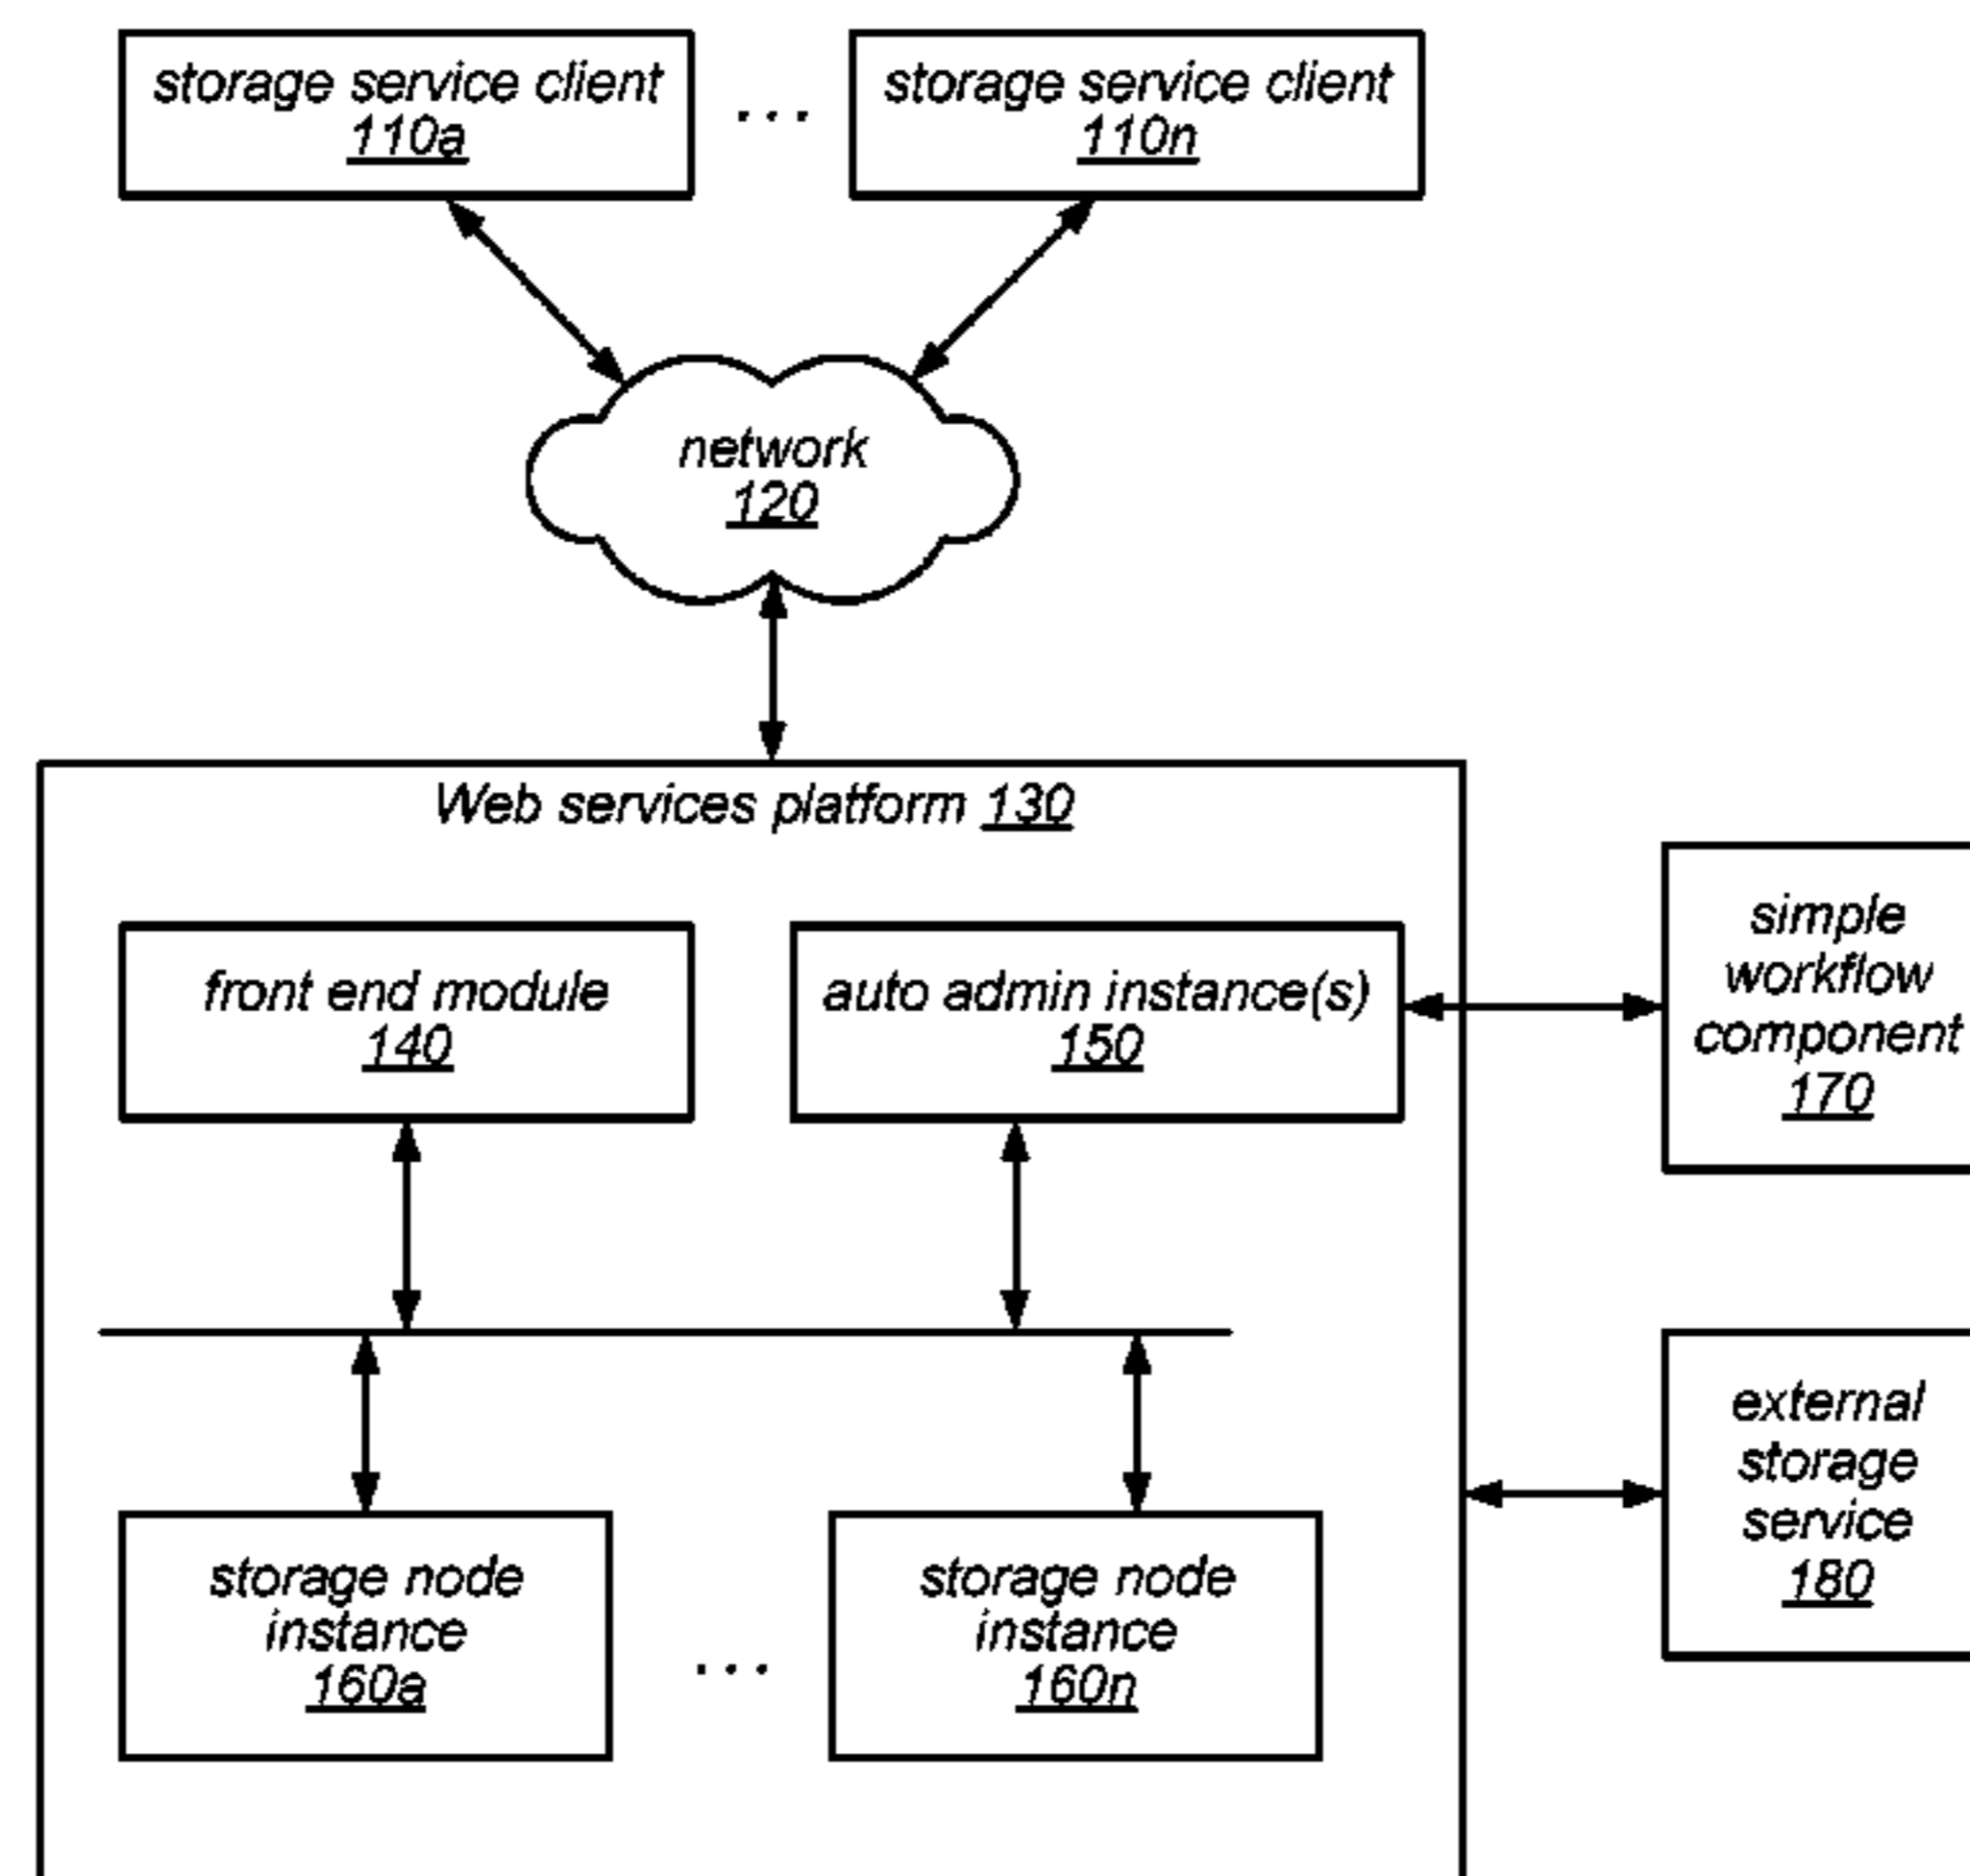 storage service client
110a
...
storage service client
110n
network
120
Web services platform 130
front end module
140
auto admin instance(s)
150
simple
workflow
component
170
external
storage
service
180
storage node
instance
160a
...
storage node
instance
160n